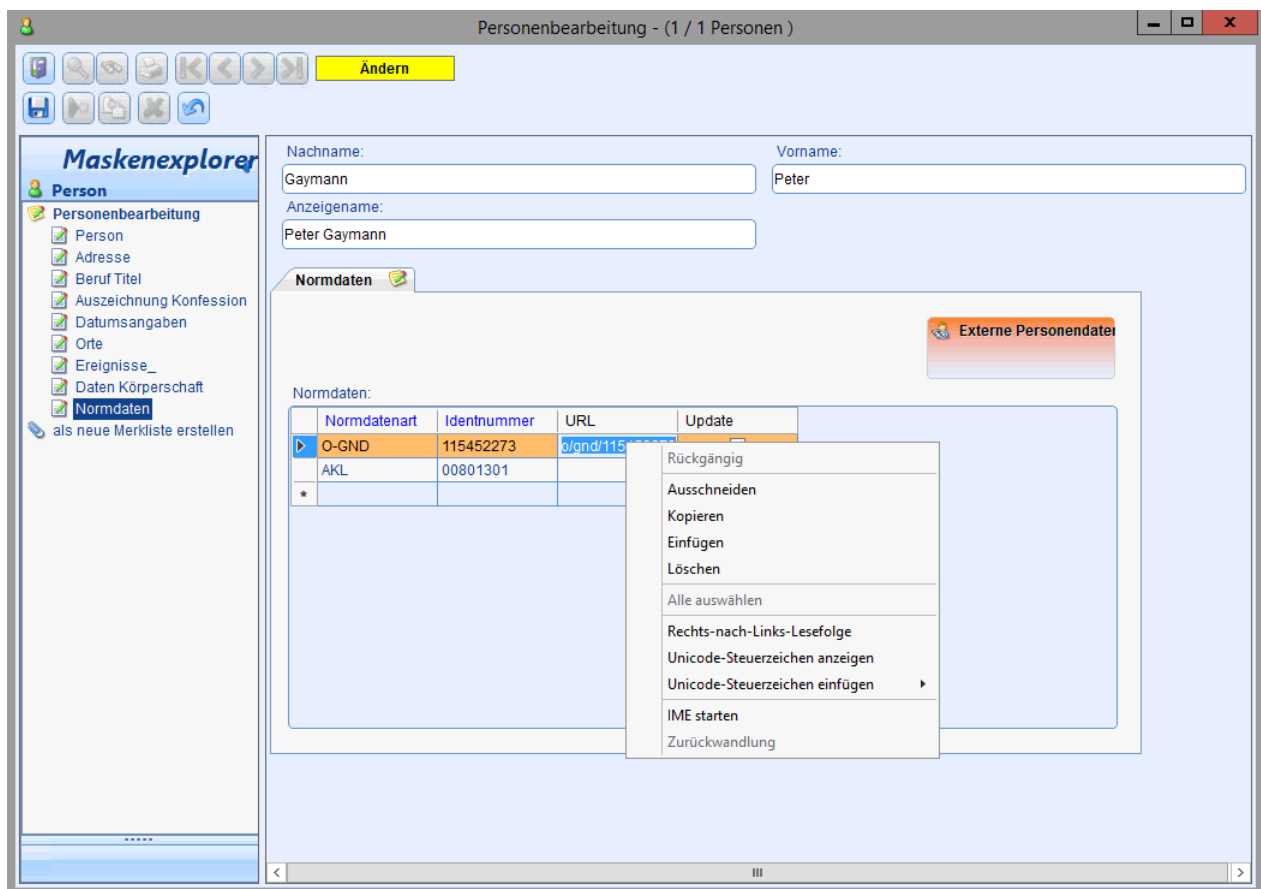 Personenbearbeitung - (1 / 1 Personen )
Ändern
Maskenexplorer
Person
Personenbearbeitung
Person
Adresse
Beruf Titel
Auszeichnung Konfession
Datumsangaben
Orte
Ereignisse_
Daten Körperschaft
Normdaten
als neue Merkliste erstellen
Nachname: Vorname:
Gaymann Peter
Anzeigename:
Peter Gaymann
Normdaten
Externe Personendaten
Normdaten:
Normdatenart Identnummer URL Update
O-GND 115452273 o/gnd/115452273
AKL 00801301
*
Rückgängig
Ausschneiden
Kopieren
Einfügen
Löschen
Alle auswählen
Rechts-nach-Links-Lesefolge
Unicode-Steuerzeichen anzeigen
Unicode-Steuerzeichen einfügen
IME starten
Zurückwandlung